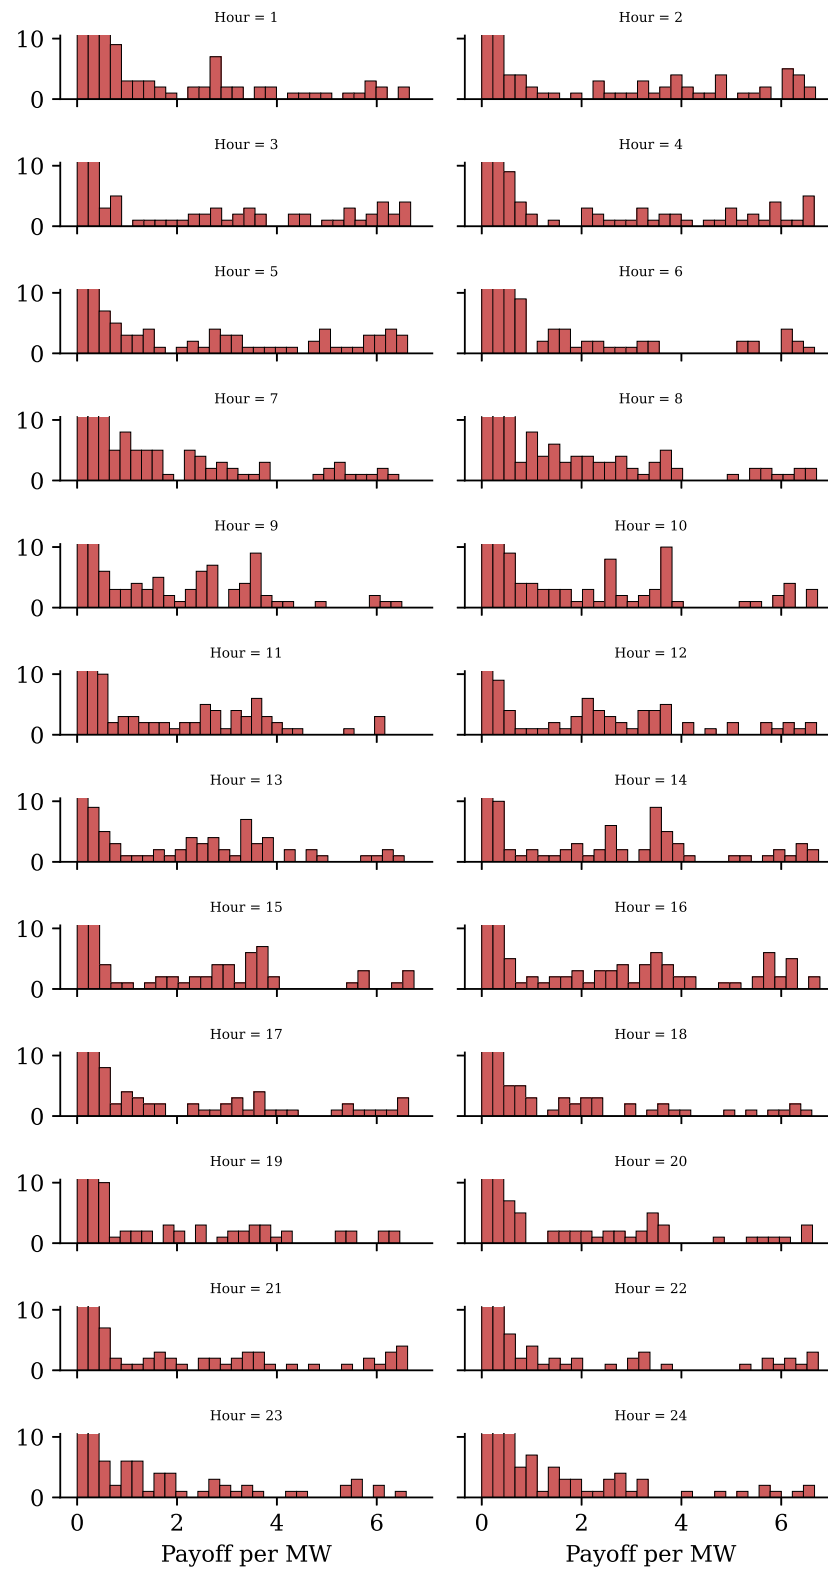 Hour = 1
Hour = 2
10
0
Hour = 3
Hour = 4
10
0
Hour = 5
Hour = 6
10
0
Hour = 7
Hour = 8
10
0
Hour = 9
Hour = 10
10
0
Hour = 11
Hour = 12
10
0
Hour = 13
Hour = 14
10
0
Hour = 15
Hour = 16
10
0
Hour = 17
Hour = 18
10
0
Hour = 19
Hour = 20
10
0
Hour = 21
Hour = 22
10
0
Hour = 23
Hour = 24
10
0
0 2 4 6
0 2 4 6
Payoff per MW
Payoff per MW